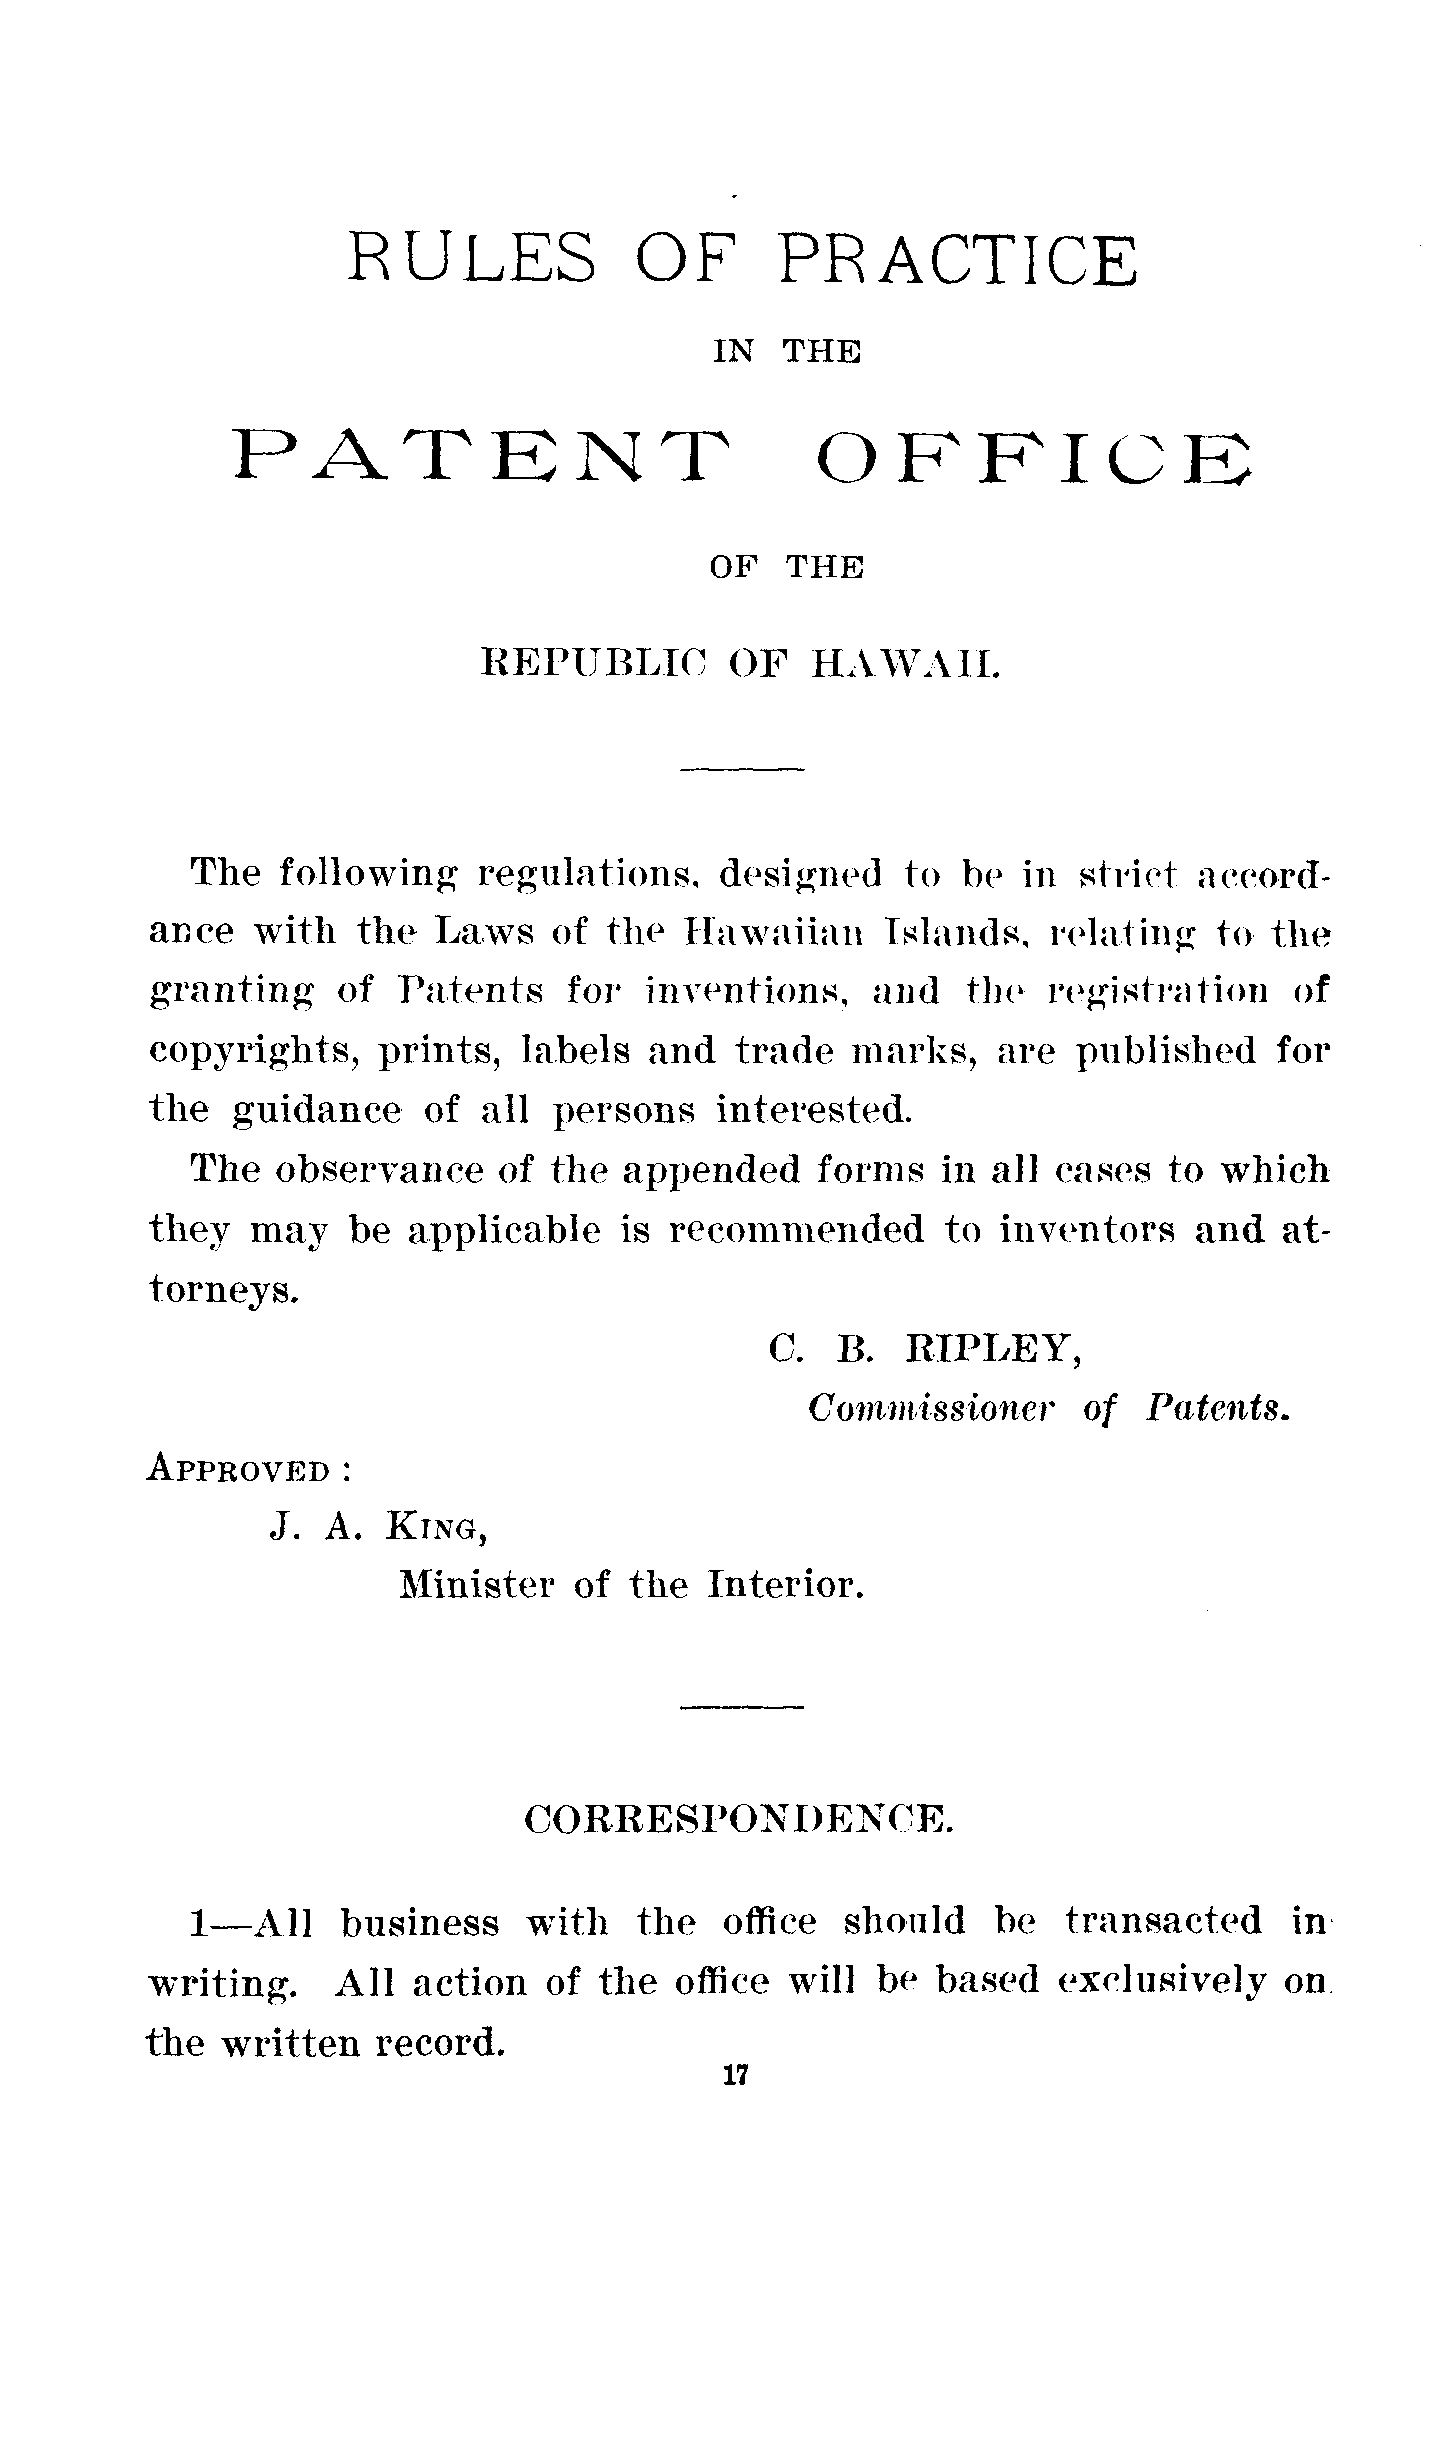 RULES OF PRACTICE
IN THE
PATENT OFFICE
OF THE
REPUBLIC OF HAWAII.
The following regulations, designed to be in strict accord-
ance with the Laws of the Hawaiian Islands, relating to the
granting of Patents for inventions, and the registration of
copyrights, prints, labels and trade marks, are published for
the guidance of all persons interested.
The observance of the appended forms in all cases to which
they may be applicable is recommended to inventors and at-
torneys.
C. B. RIPLEY,
Commissioner of Patents.
APPROVED :
J. A. KING,
Minister of the Interior.
CORRESPONDENCE.
1—All business with the office should be transacted in
writing. All action of the office will be based exclusively on
the written record.
17